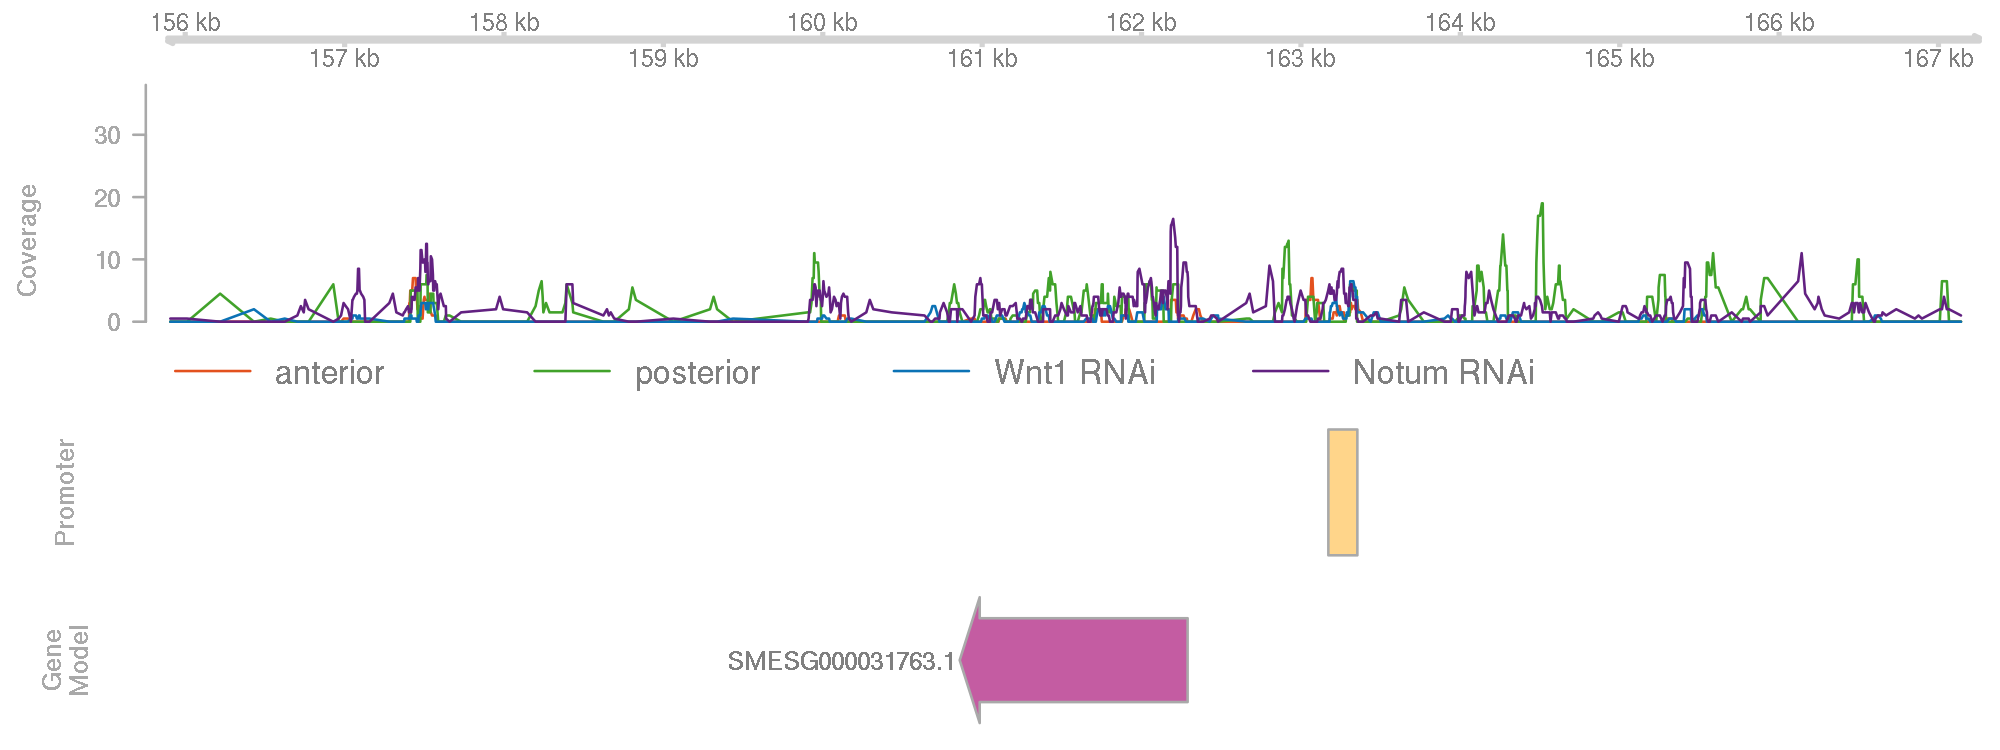 156 kb 158 kb 160 kb 162 kb 164 kb 166 kb
157 kb 159 kb 161 kb 163 kb 165 kb 167 kb
Coverage
30
20
10
0
anterior posterior Wnt1 RNAi Notum RNAi
Promoter
Gene
Model
SMESG000031763.1